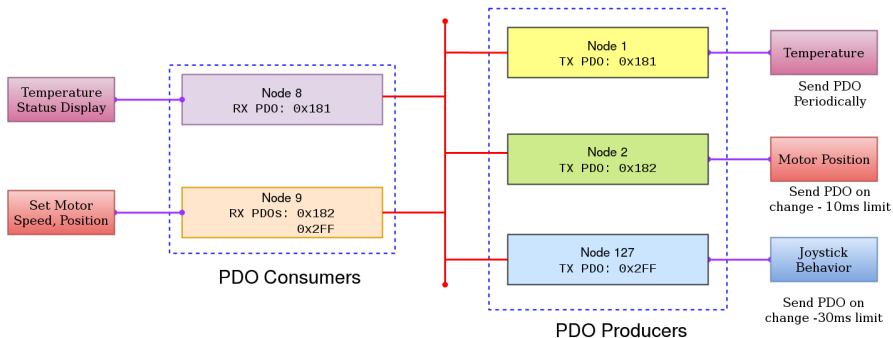 Temperature
Status Display
Set Motor
Speed, Position
Node 8
RX PDO: 0x181
Node 9
RX PDOs: 0x182
0x2FF
PDO Consumers
Node 1
TX PDO: 0x181
Node 2
TX PDO: 0x182
Node 127
TX PDO: 0x2FF
PDO Producers
Temperature
Send PDO
Periodically
Motor Position
Send PDO on
change - 10ms limit
Joystick
Behavior
Send PDO on
change -30ms limit